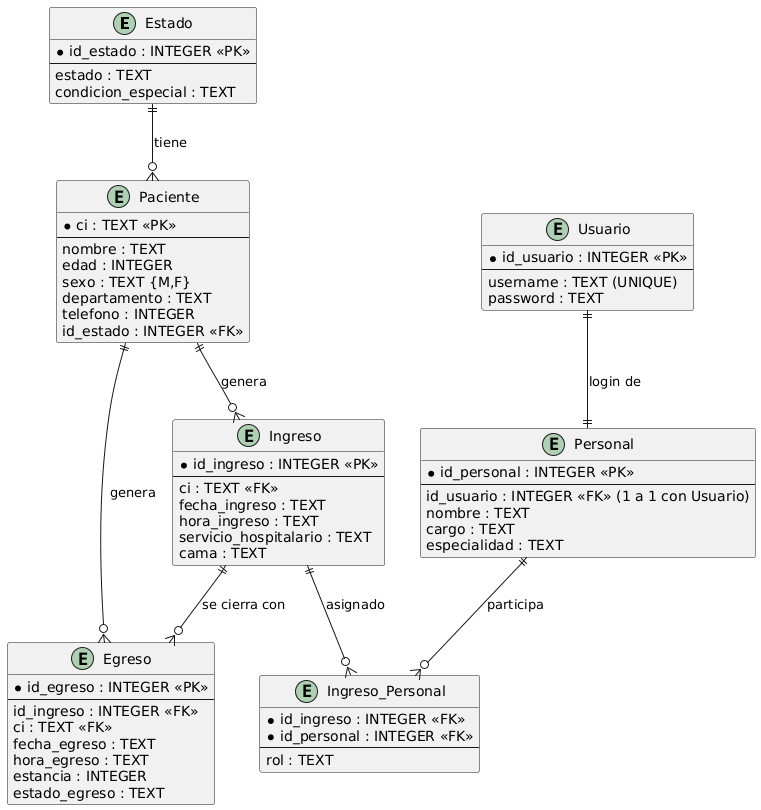 E Estado
* id_estado : INTEGER «PK»
estado : TEXT
condicion_especial : TEXT
tiene
E Paciente
* ci : TEXT «PK»
nombre : TEXT
edad : INTEGER
sexo : TEXT {M,F}
departamento : TEXT
telefono : INTEGER
id_estado : INTEGER «FK»
E Usuario
* id_usuario : INTEGER «PK»
username : TEXT (UNIQUE)
password : TEXT
genera
login de
E Ingreso
* id_ingreso : INTEGER «PK»
ci : TEXT «FK»
fecha_ingreso : TEXT
hora_ingreso : TEXT
servicio_hospitalario : TEXT
cama : TEXT
E Personal
* id_personal : INTEGER «PK»
id_usuario : INTEGER «FK» (1 a 1 con Usuario)
nombre : TEXT
cargo : TEXT
especialidad : TEXT
genera
se cierra con
asignado
participa
E Egreso
* id_egreso : INTEGER «PK»
id_ingreso : INTEGER «FK»
ci : TEXT «FK»
fecha_egreso : TEXT
hora_egreso : TEXT
estancia : INTEGER
estado_egreso : TEXT
E Ingreso_Personal
* id_ingreso : INTEGER «FK»
* id_personal : INTEGER «FK»
rol : TEXT